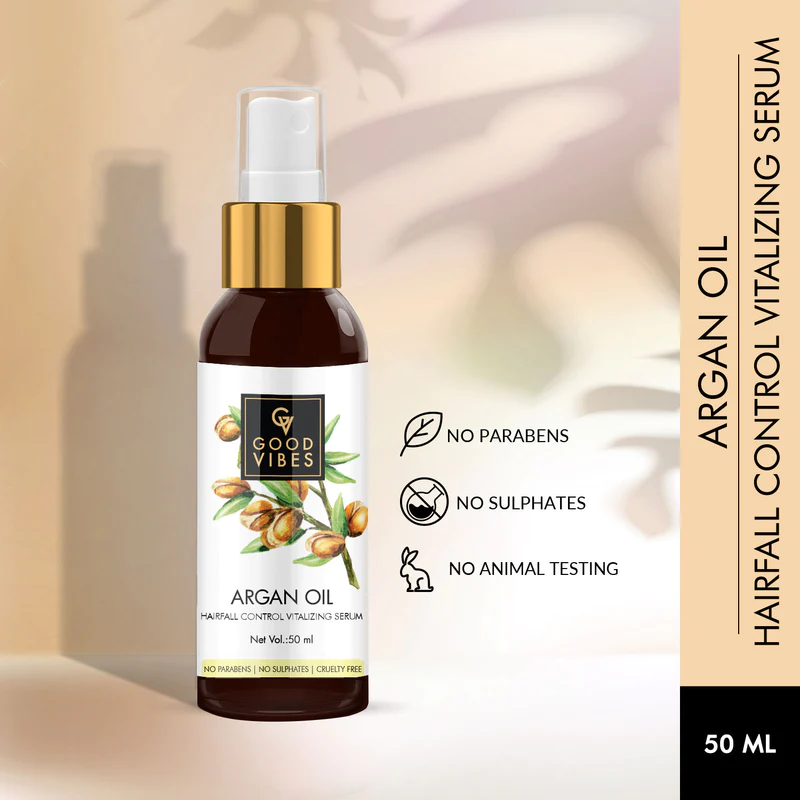 GV
GOOD
VIBES
ARGAN OIL
HAIRFALL CONTROL VITALIZING SERUM
Net Vol.:50 ml
NO PARABENS | NO SULPHATES | CRUELTY FREE
NO PARABENS
NO SULPHATES
NO ANIMAL TESTING
ARGAN OIL
HAIRFALL CONTROL VITALIZING SERUM
50 ML